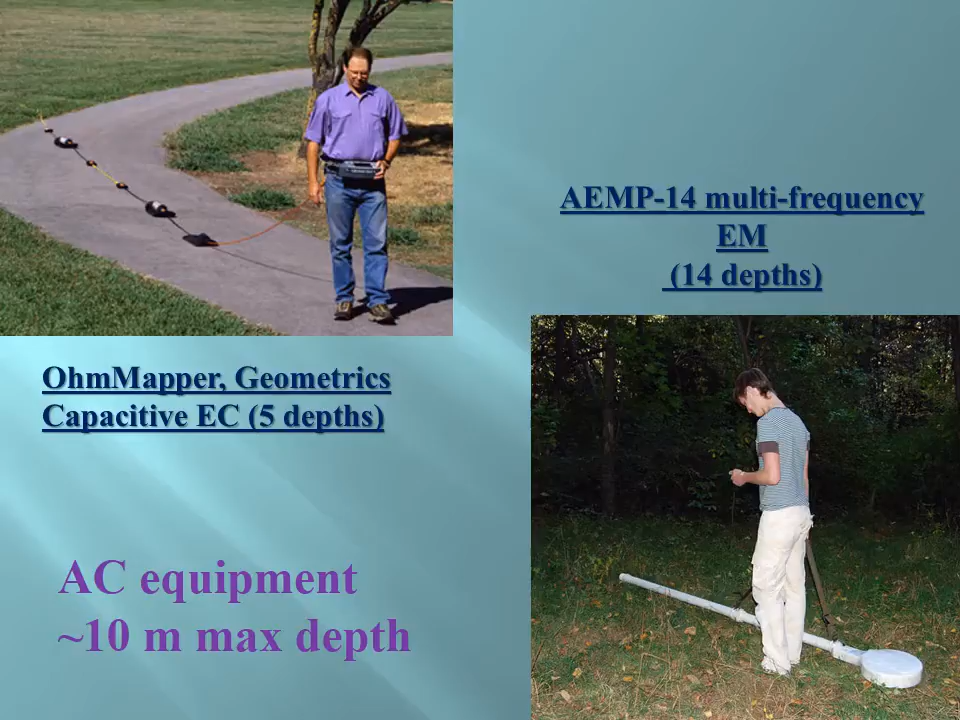 AEMP-14 multi-frequency
EM
(14 depths)
OhmMapper, Geometrics
Capacitive EC (5 depths)
AC equipment
~10 m max depth